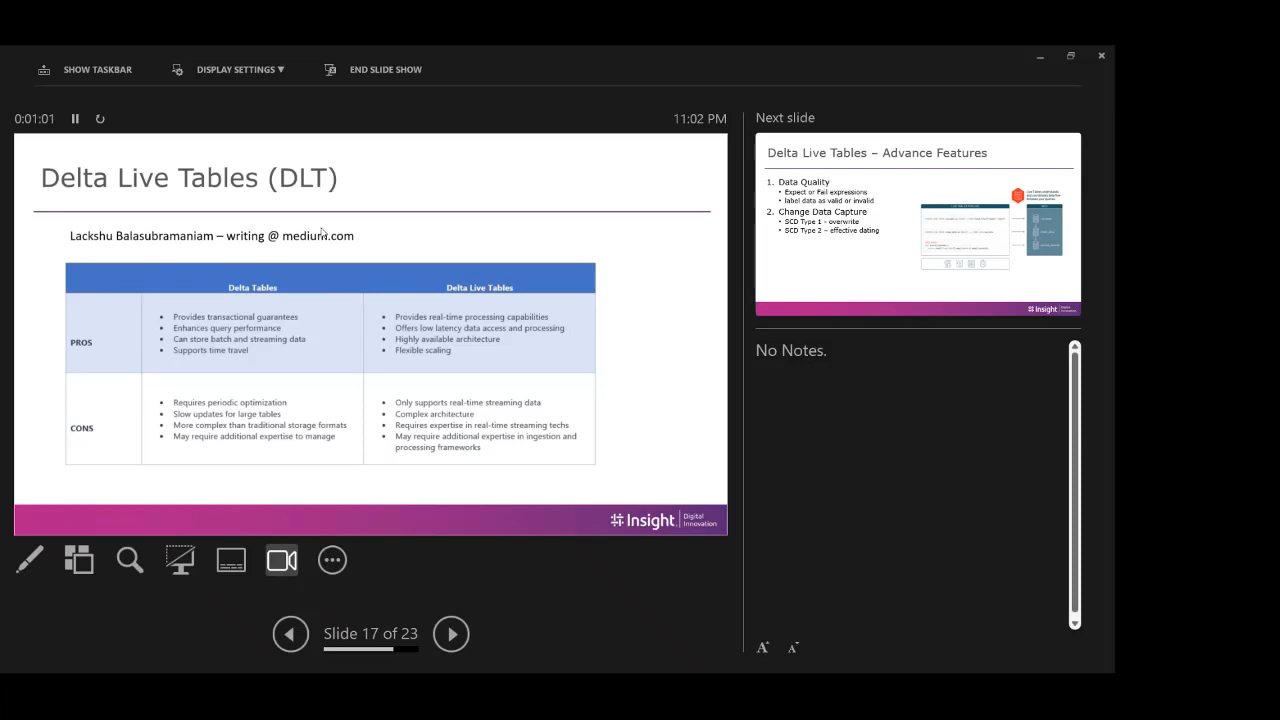 SHOW TASKBAR
DISPLAY SETTINGS ▼
END SLIDE SHOW
0:01:01
11:02 PM
Delta Live Tables (DLT)
Lackshu Balasubramaniam – writing @ medium.com
Delta Tables
Delta Live Tables
PROS
• Provides transactional guarantees
• Enhances query performance
• Can store batch and streaming data
• Supports time travel
• Provides real-time processing capabilities
• Offers low latency data access and processing
• Highly available architecture
• Flexible scaling
CONS
• Requires periodic optimization
• Slow updates for large tables
• More complex than traditional storage formats
• May require additional expertise to manage
• Only supports real-time streaming data
• Complex architecture
• Requires expertise in real-time streaming techs
• May require additional expertise in ingestion and
processing frameworks
Insight
Digital
Innovation
Slide 17 of 23
Next slide
Delta Live Tables – Advance Features
1. Data Quality
• Expect or Fail expressions
• label data as valid or invalid
2. Change Data Capture
• SCD Type 1 - overwrite
• SCD Type 2 – effective dating
Insight
Digital
Innovation
No Notes.
A
A